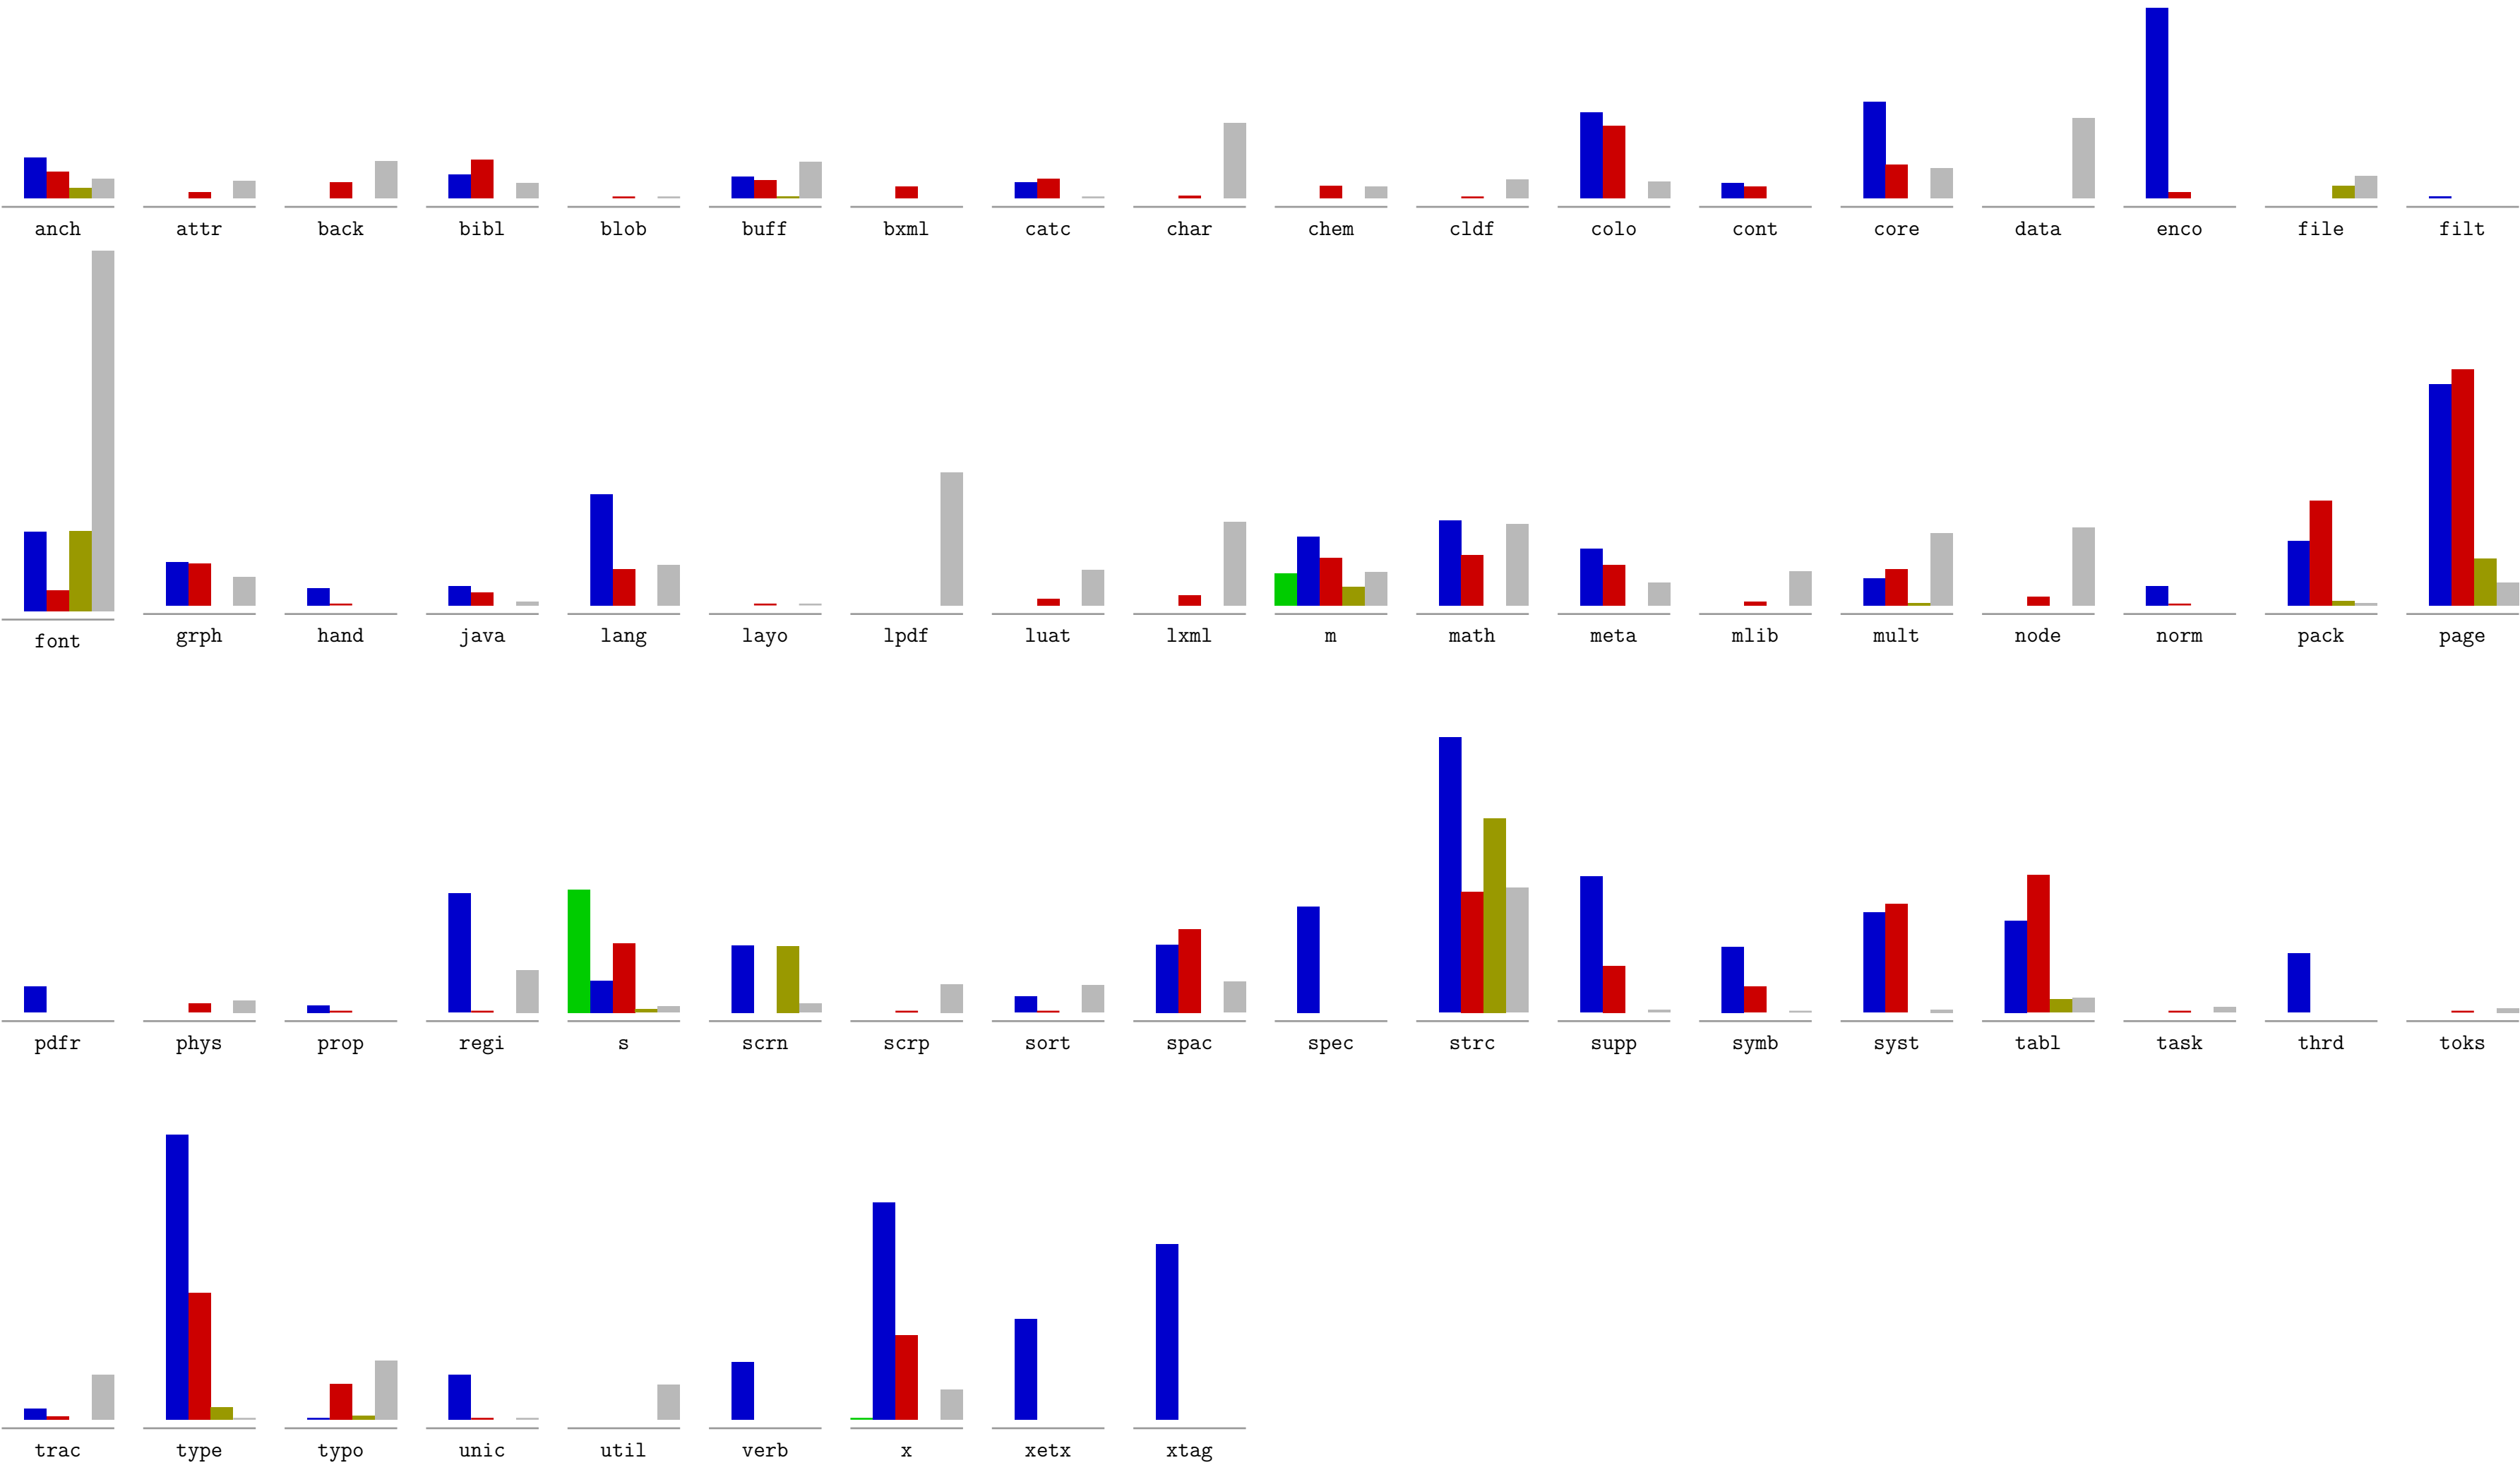 anch attr back bibl blob buff bxml catc char chem cldf colo cont core data enco file filt
font grph hand java lang layo lpdf luat lxml m math meta mlib mult node norm pack page
pdfr phys prop regi s scrn scrp sort spac spec strc supp symb syst tabl task thrd toks
trac type typo unic util verb x xetx xtag